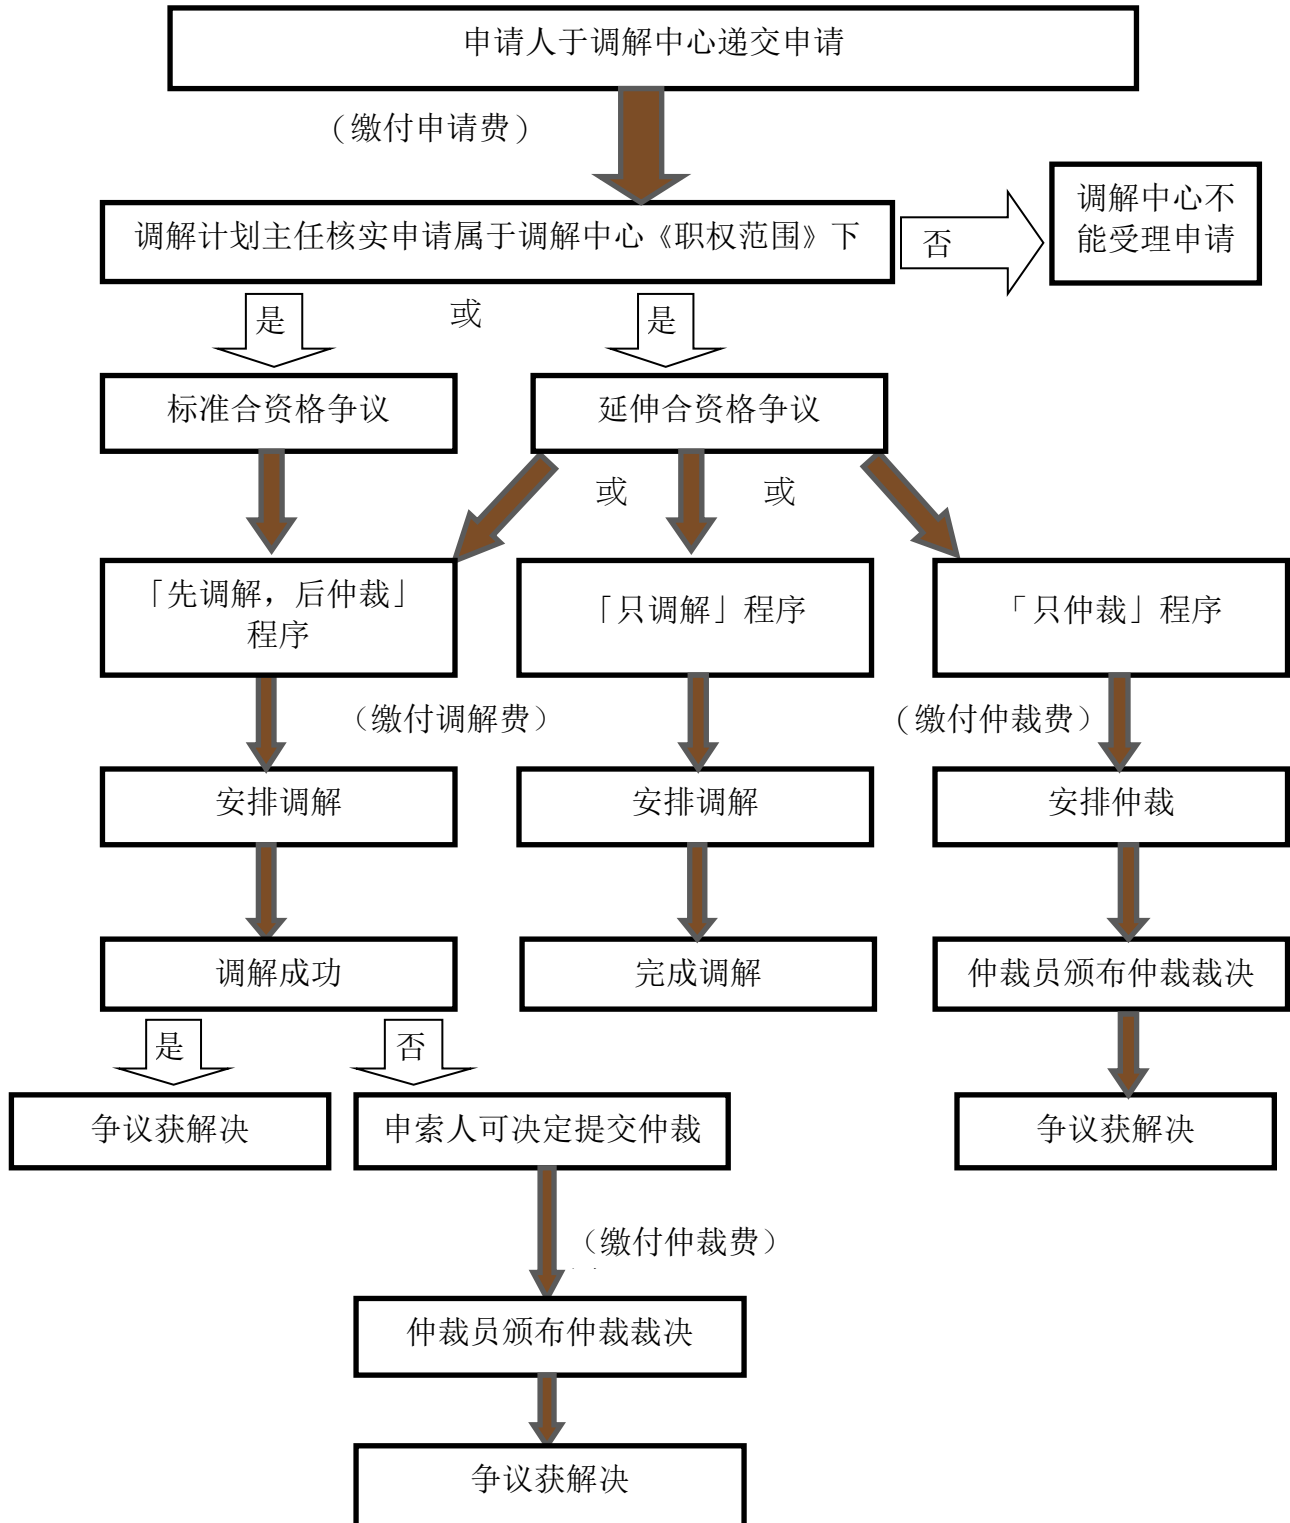 申请人于调解中心递交申请
（缴付申请费）
调解计划主任核实申请属于调解中心《职权范围》下
否
调解中心不
能受理申请
是
或
是
标准合资格争议
延伸合资格争议
或
或
「先调解，后仲裁」
程序
「只调解」程序
「只仲裁」程序
（缴付调解费）
（缴付仲裁费）
安排调解
安排调解
安排仲裁
调解成功
完成调解
仲裁员颁布仲裁裁决
是
否
争议获解决
申索人可决定提交仲裁
争议获解决
（缴付仲裁费）
仲裁员颁布仲裁裁决
争议获解决